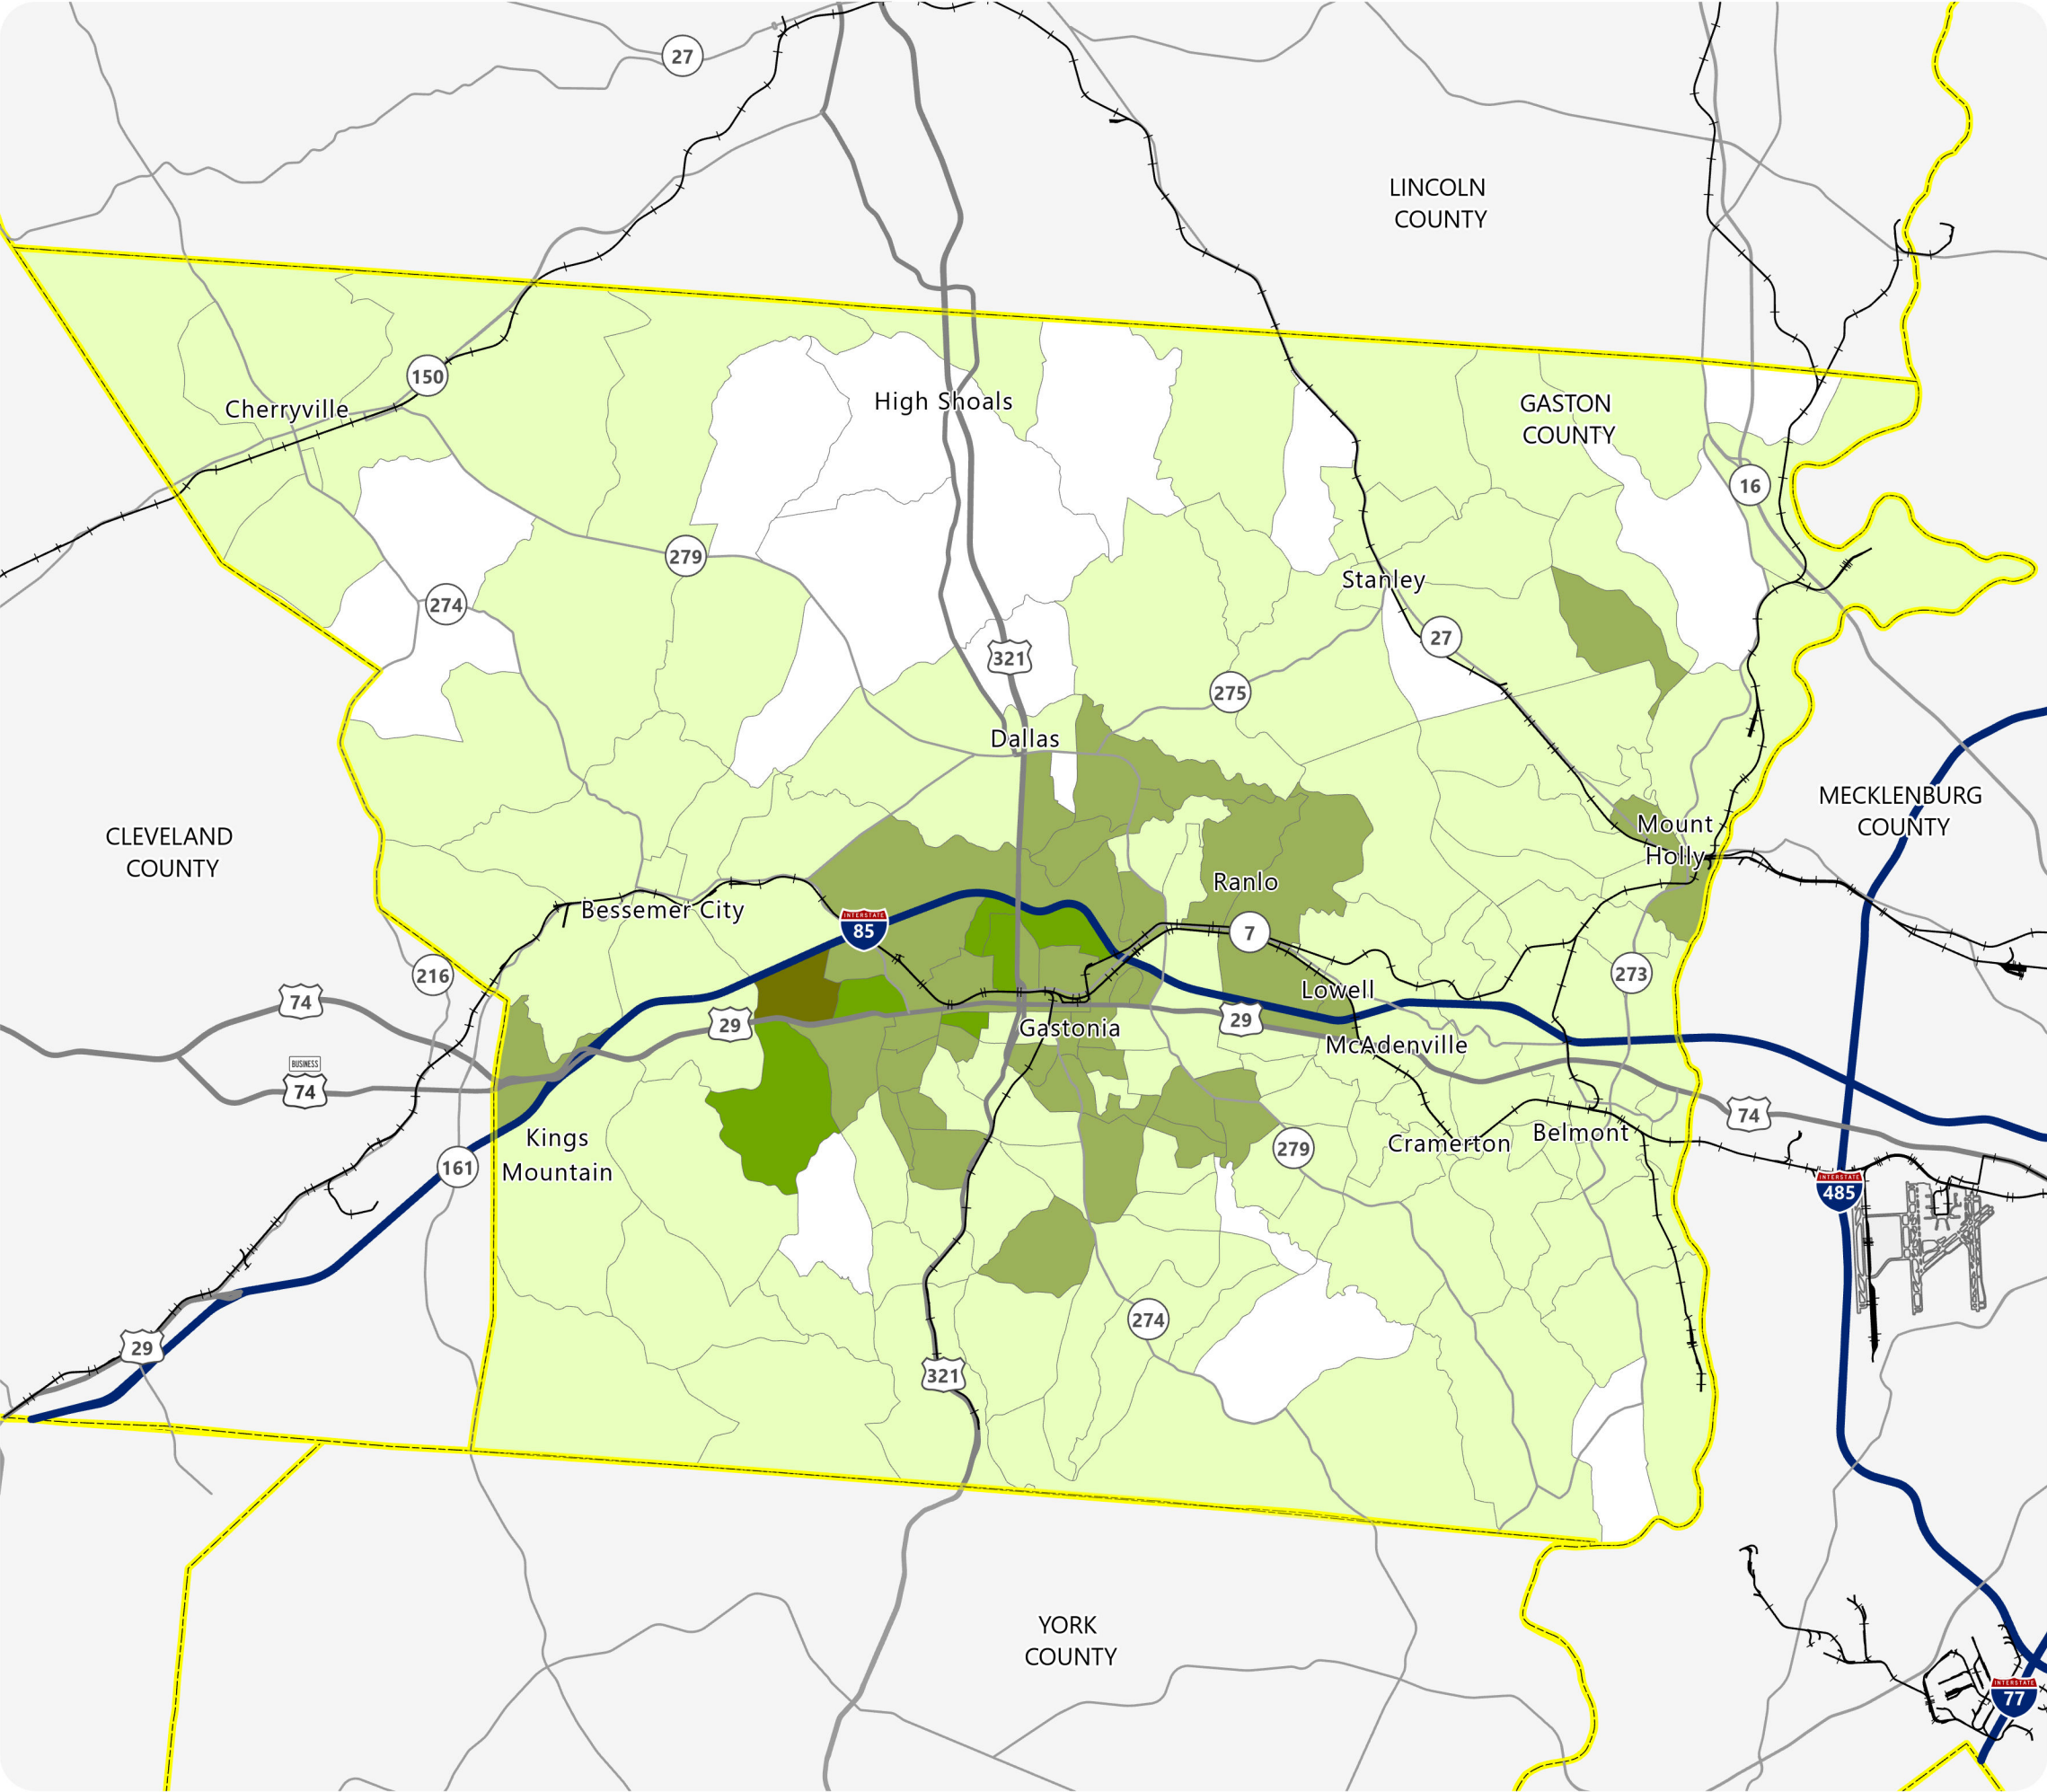 27
LINCOLN
COUNTY
150
Cherryville
High Shoals
GASTON
COUNTY
16
279
Stanley
274
27
321
275
Dallas
MECKLENBURG
COUNTY
Mount
Holly
CLEVELAND
COUNTY
Ranlo
Bessemer City
INTERSTATE
85
7
216
273
74
Lowell
29
29
Gastonia
McAdenville
BUSINESS
74
74
Kings
Mountain
Cramerton
Belmont
279
161
INTERSTATE
485
274
29
321
YORK
COUNTY
INTERSTATE
77